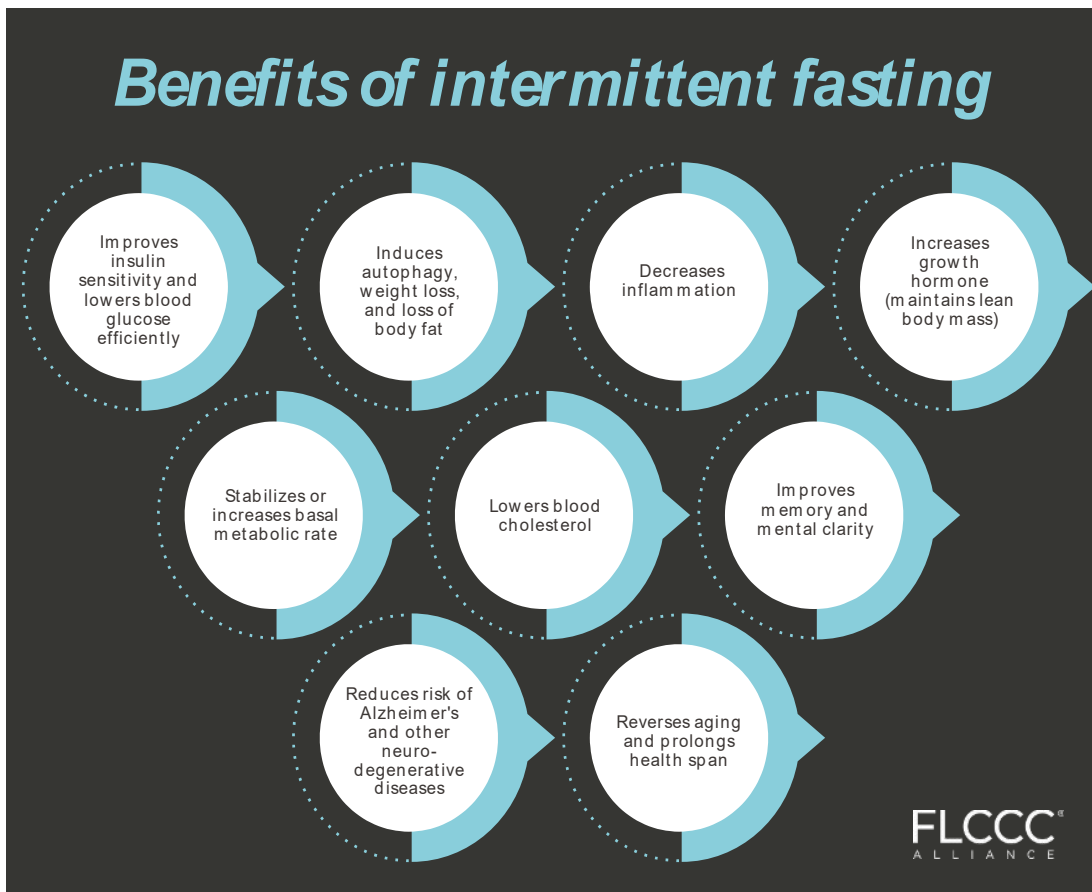 Benefits of intermittent fasting
Improves
insulin
sensitivity and
lowers blood
glucose
efficiently
Induces
autophagy,
weight loss,
and loss of
body fat
Decreases
inflammation
Increases
growth
hormone
(maintains lean
body mass)
Stabilizes or
increases basal
metabolic rate
Lowers blood
cholesterol
Improves
memory and
mental clarity
Reduces risk of
Alzheimer's
and other
neuro-
degenerative
diseases
Reverses aging
and prolongs
health span
FLCCC
ALLIANCE